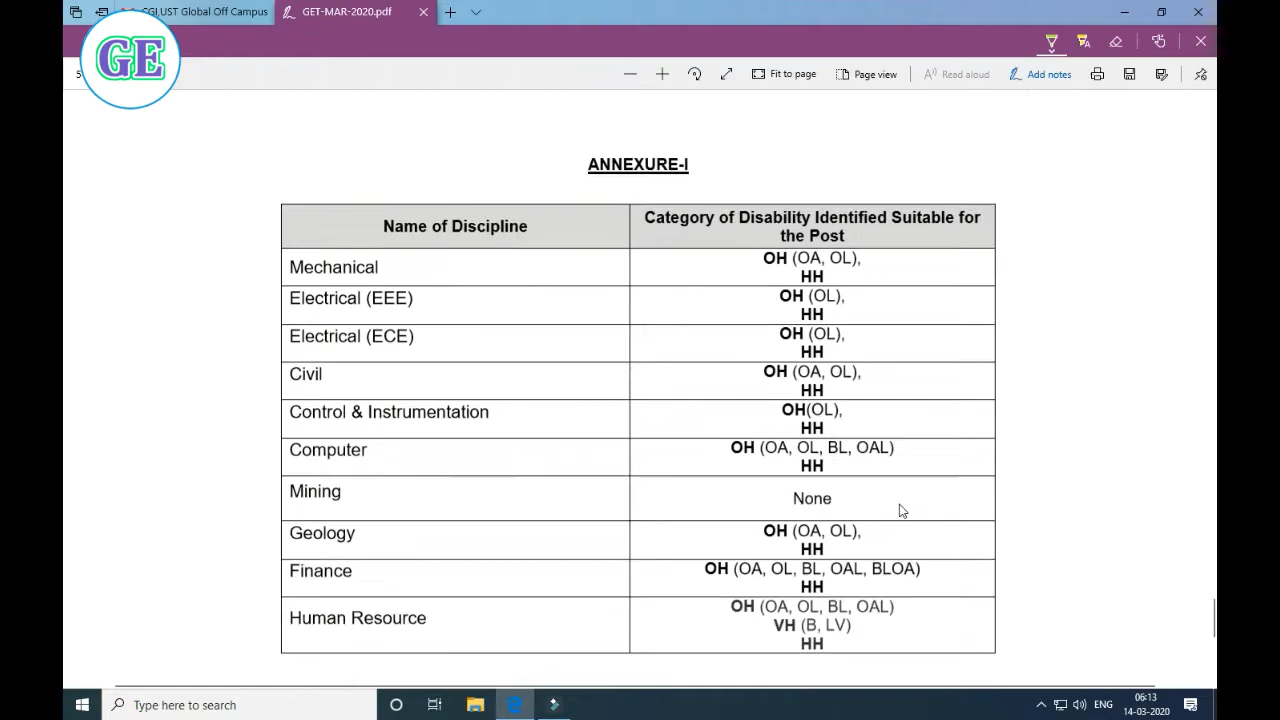 CGI,UST Global Off Campus
GET-MAR-2020.pdf
GE
5
Fit to page
Page view
Read aloud
Add notes
ANNEXURE-I
Name of Discipline
Category of Disability Identified Suitable for
the Post
Mechanical
OH (OA, OL),
HH
Electrical (EEE)
OH (OL),
HH
Electrical (ECE)
OH (OL),
HH
Civil
OH (OA, OL),
HH
Control & Instrumentation
OH(OL),
HH
Computer
OH (OA, OL, BL, OAL)
HH
Mining
None
Geology
OH (OA, OL),
HH
Finance
OH (OA, OL, BL, OAL, BLOA)
HH
Human Resource
OH (OA, OL, BL, OAL)
VH (B, LV)
HH
Type here to search
ENG
06:13
14-03-2020